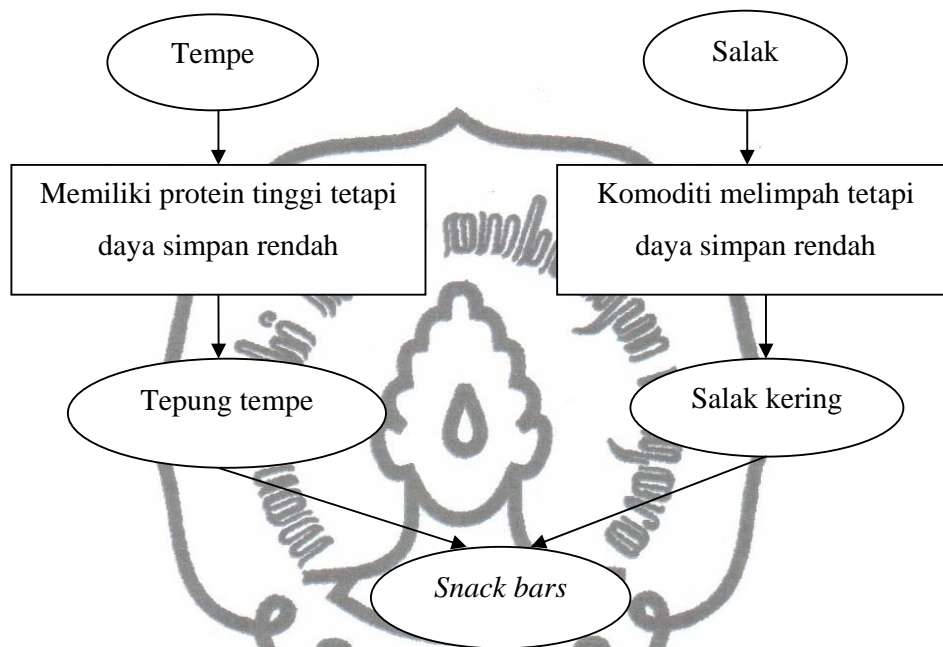 Tempe
Salak
Memiliki protein tinggi tetapi
daya simpan rendah
Komoditi melimpah tetapi
daya simpan rendah
Tepung tempe
Salak kering
Snack bars